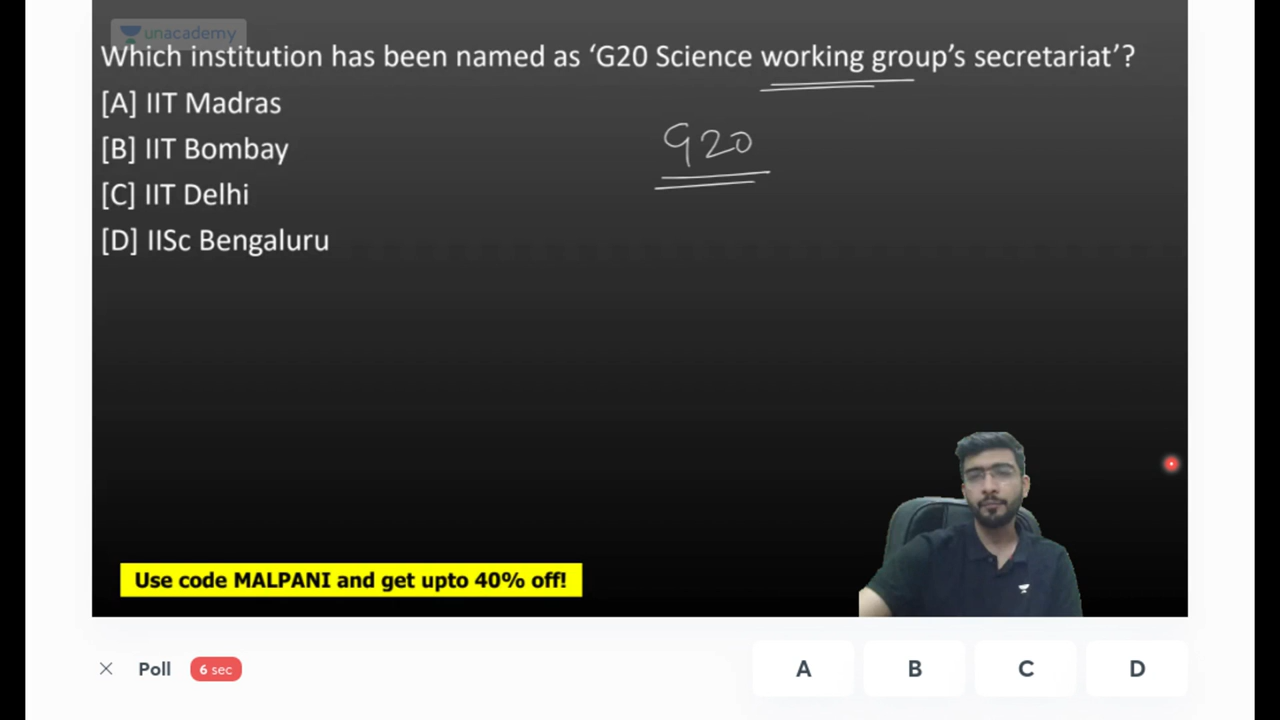 unacademy
Which institution has been named as ‘G20 Science working group’s secretariat’?
[A] IIT Madras
[B] IIT Bombay
[C] IIT Delhi
[D] IISc Bengaluru
G20
Use code MALPANI and get upto 40% off!
Poll
6 sec
A
B
C
D